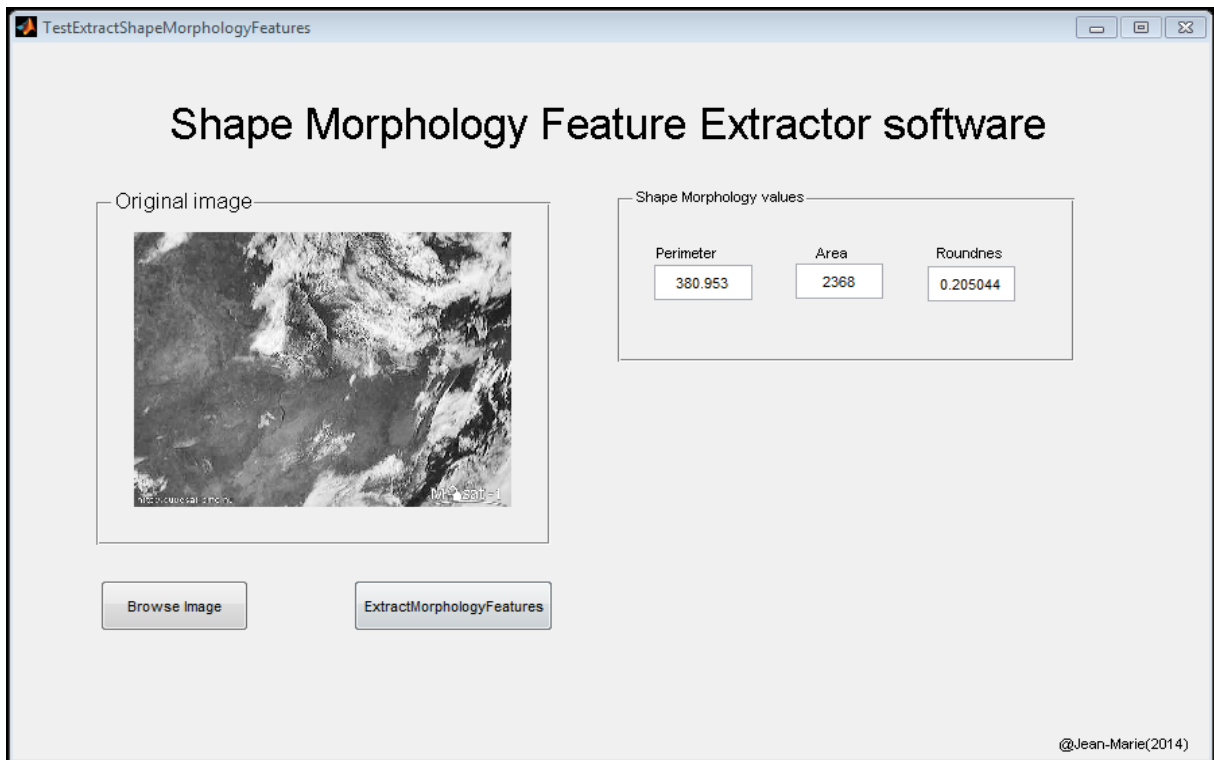 TestExtractShapeMorphologyFeatures
Shape Morphology Feature Extractor software
Original image
Shape Morphology values
Perimeter Area Roundnes
380.953 2368 0.205044
Browse Image
ExtractMorphologyFeatures
@Jean-Marie(2014)